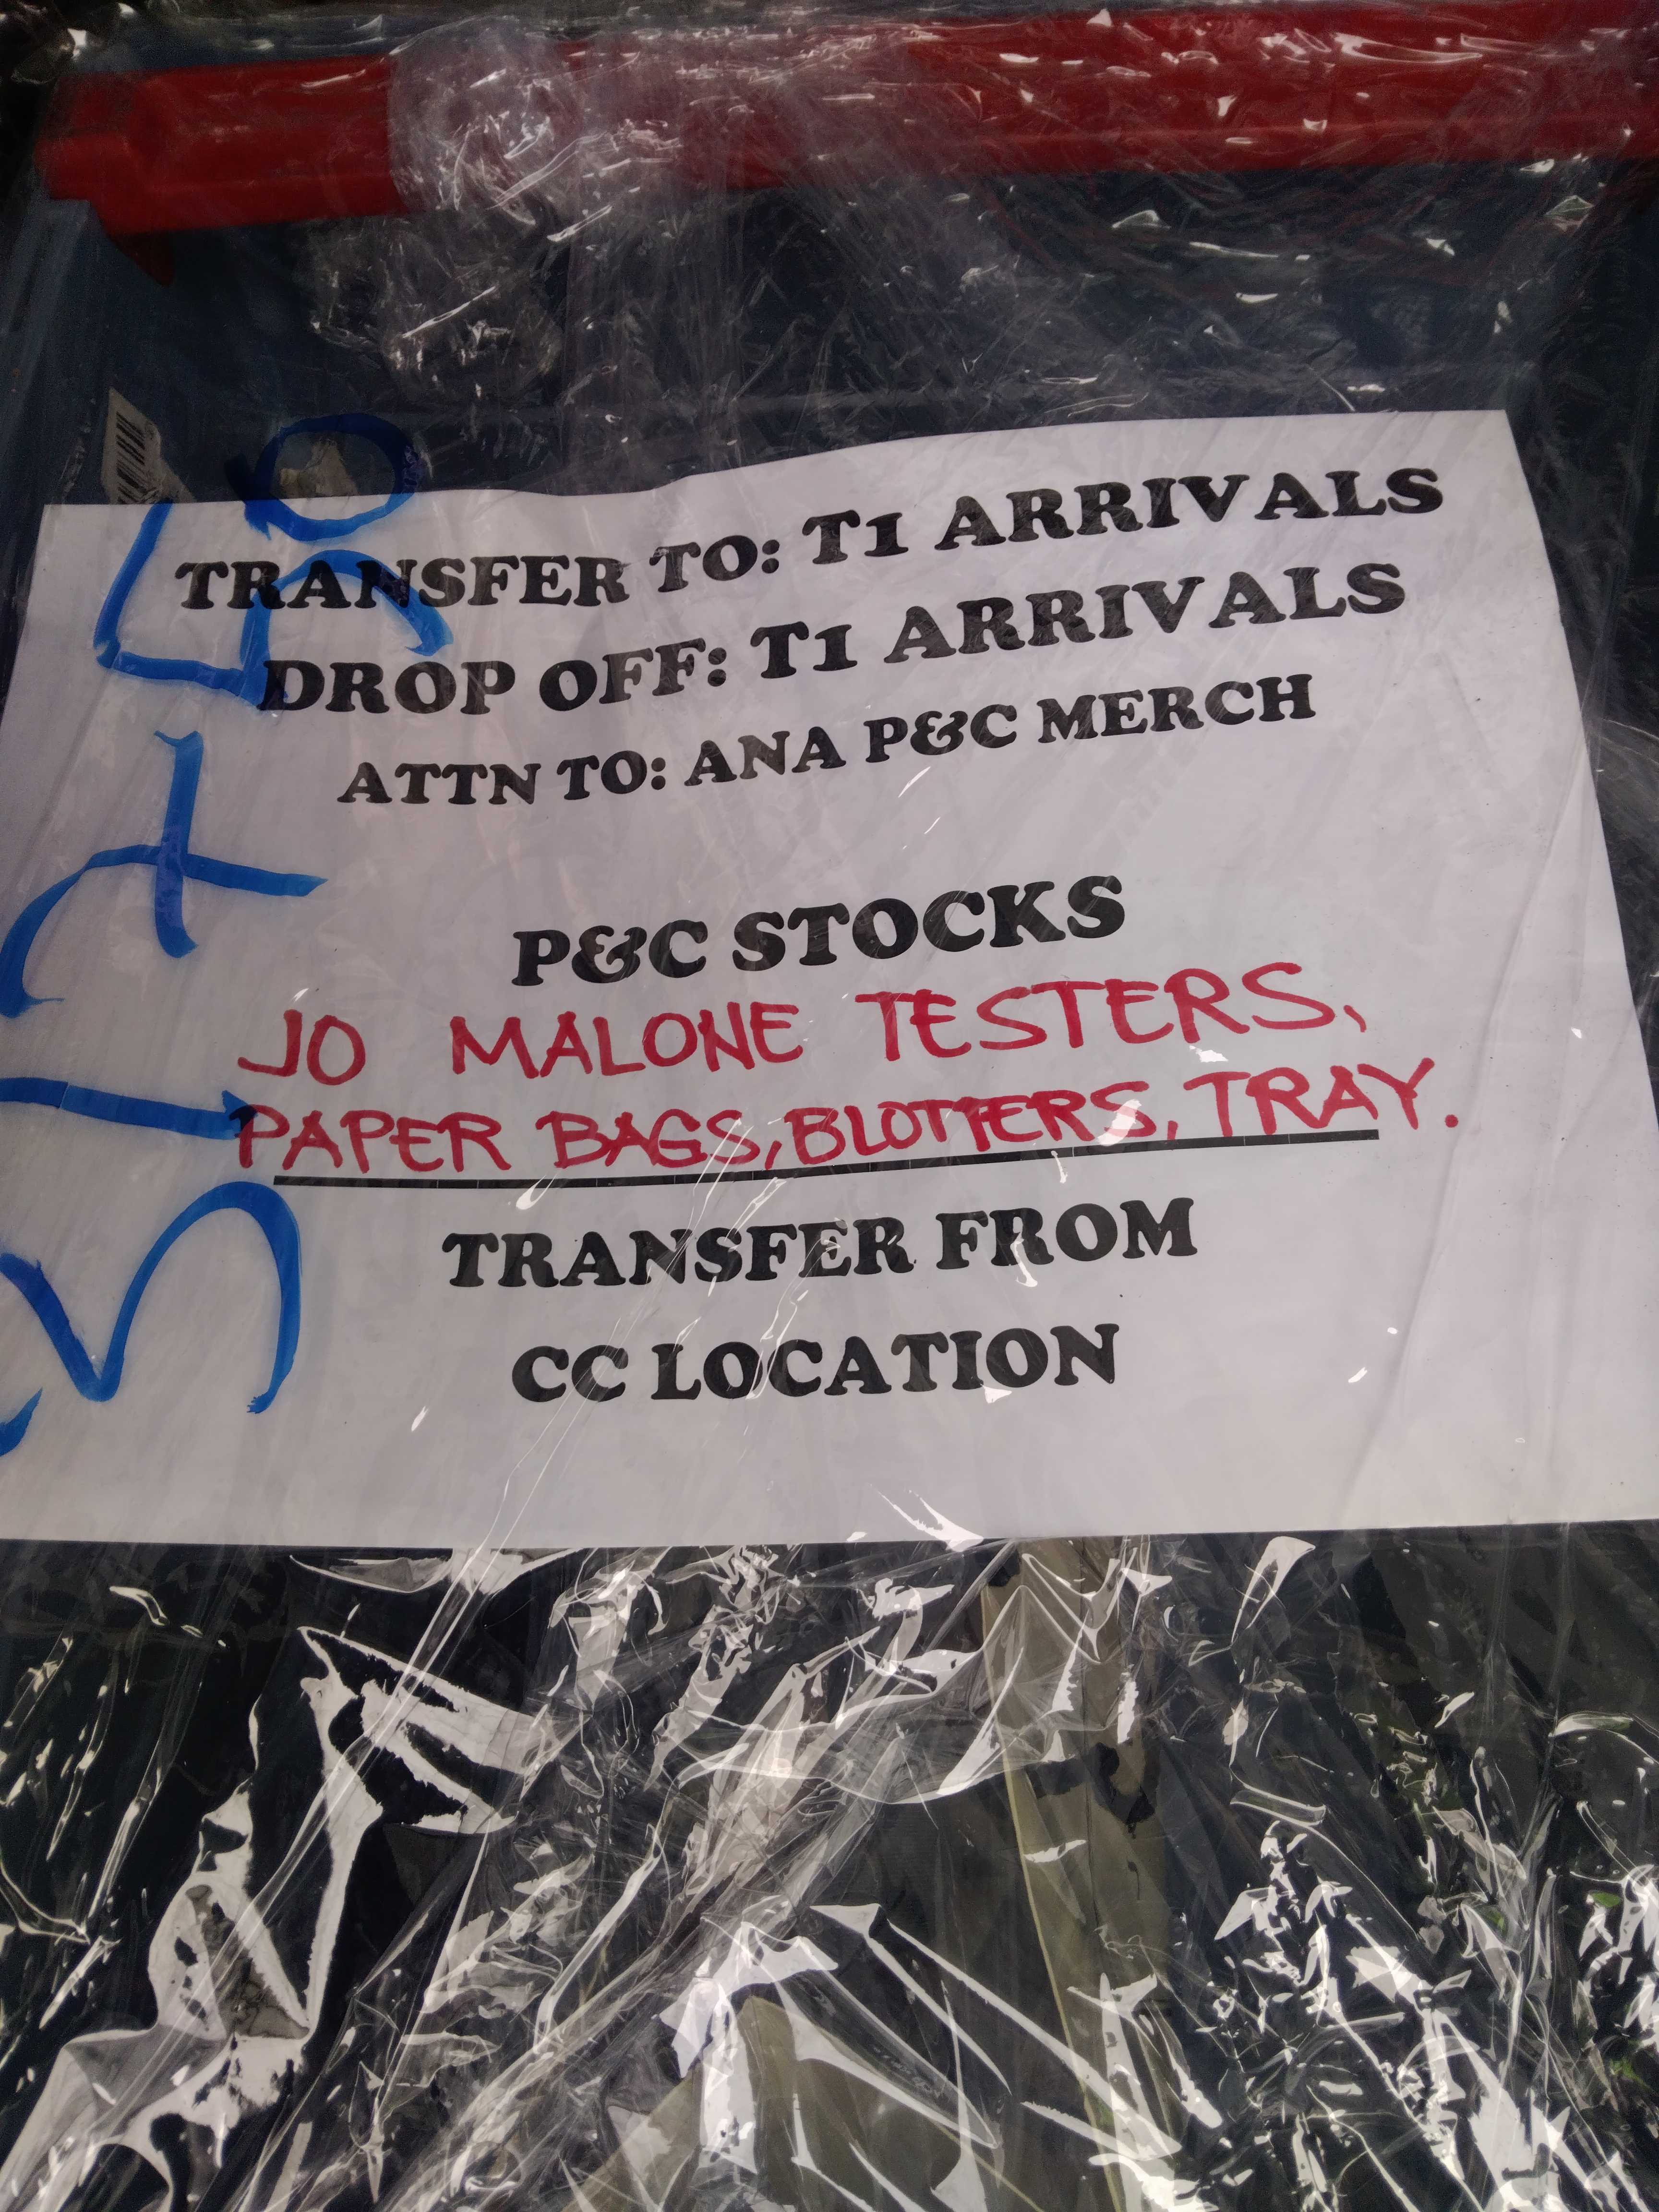 TRANSFER TO: T1 ARRIVALS
DROP OFF: T1 ARRIVALS
ATTN TO: ANA P&C MERCH
P&C STOCKS
JO MALONE TESTERS,
PAPER BAGS, BLOTTERS, TRAY.
TRANSFER FROM
CC LOCATION